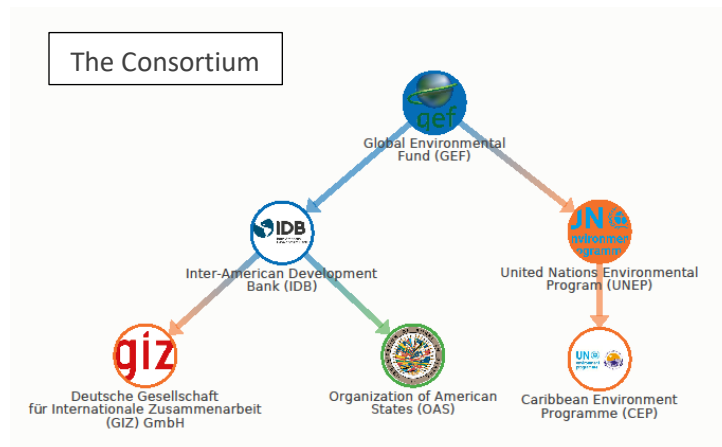 The Consortium
gef
Global Environmental
Fund (GEF)
IDB
Inter-American Development
Bank (IDB)
UN
environment
programme
United Nations Environmental
Program (UNEP)
giz
Deutsche Gesellschaft
für Internationale Zusammenarbeit
(GIZ) GmbH
Organization of American
States (OAS)
UN
environment
programme
Caribbean Environment
Programme (CEP)